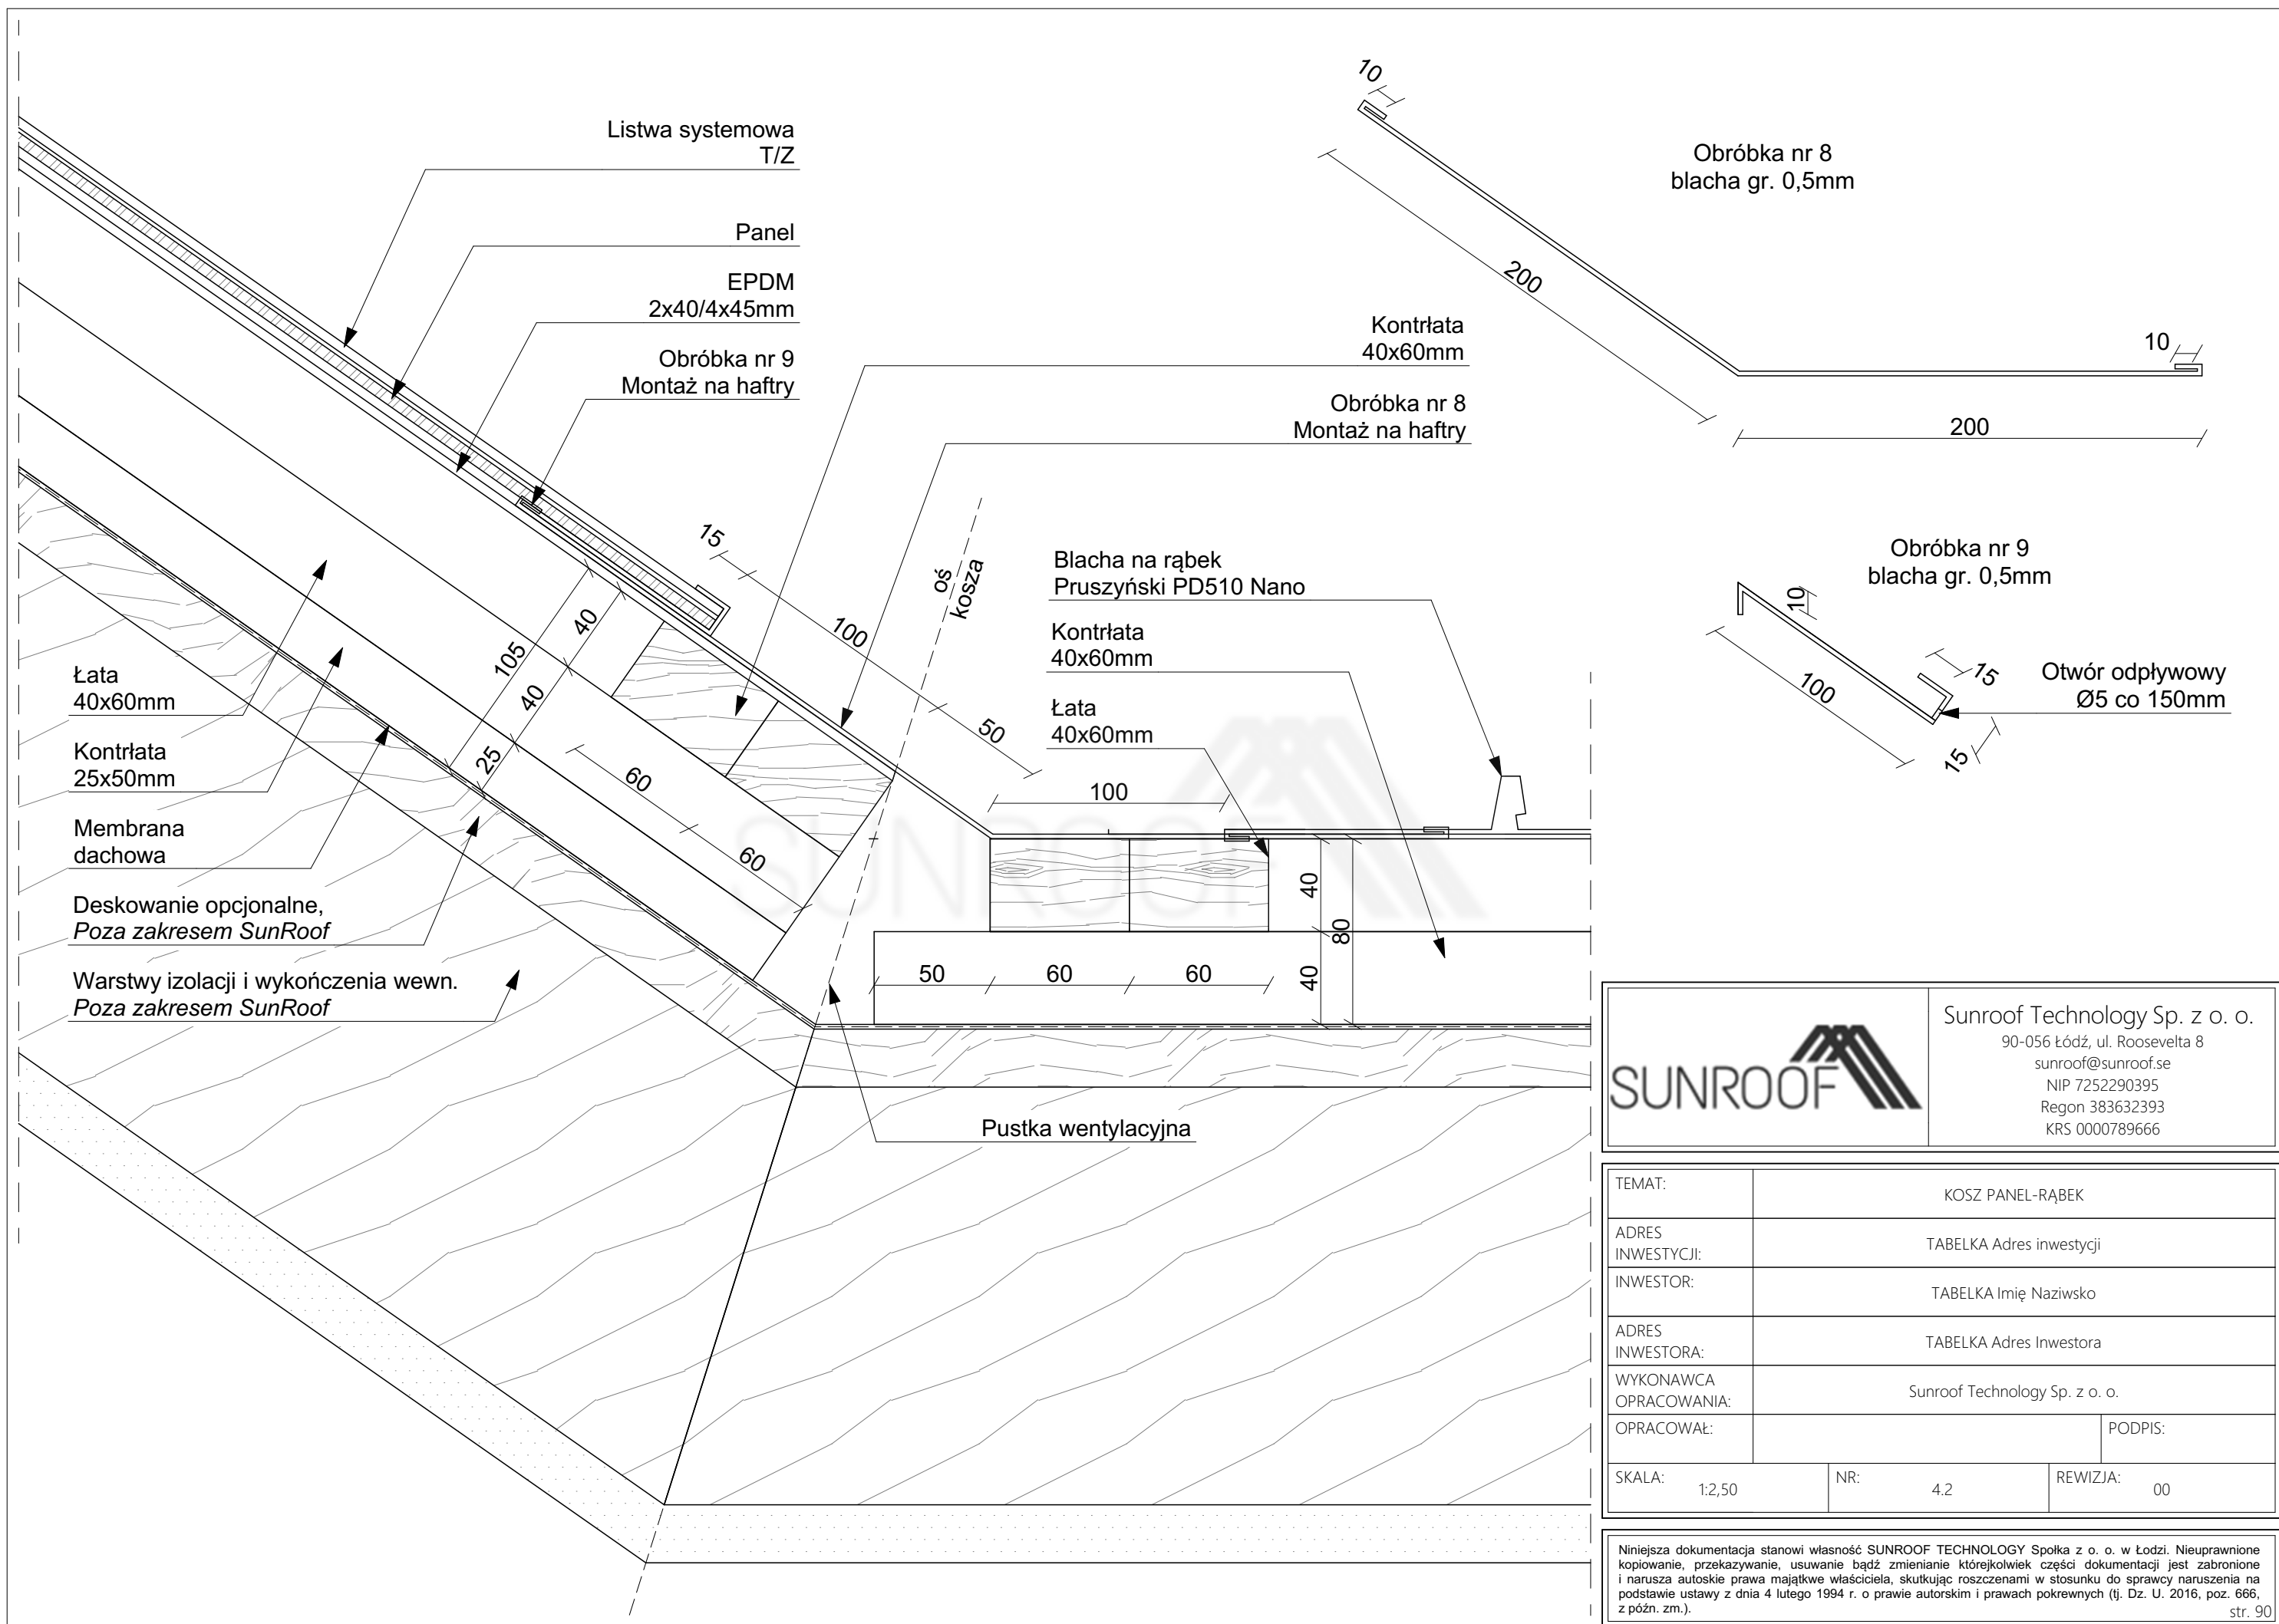 Listwa systemowa
T/Z
Panel
EPDM
2x40/4x45mm
Obróbka nr 9
Montaż na haftry
Kontrłata
40x60mm
Obróbka nr 8
Montaż na haftry
10
Obróbka nr 8
blacha gr. 0,5mm
200
10
200
15
100
50
oś
kosza
Blacha na rąbek
Pruszyński PD510 Nano
Kontrłata
40x60mm
Łata
40x60mm
100
Obróbka nr 9
blacha gr. 0,5mm
10
100
15
15
Otwór odpływowy
Ø5 co 150mm
105
40
40
25
60
60
Łata
40x60mm
Kontrłata
25x50mm
Membrana
dachowa
Deskowanie opcjonalne,
Poza zakresem SunRoof
Warstwy izolacji i wykończenia wewn.
Poza zakresem SunRoof
50
60
60
40
40
80
Pustka wentylacyjna
SUNROOF
SUNROOF
Sunroof Technology Sp. z o. o.
90-056 Łódź, ul. Roosevelta 8
sunroof@sunroof.se
NIP 7252290395
Regon 383632393
KRS 0000789666
TEMAT:
KOSZ PANEL-RĄBEK
ADRES
INWESTYCJI:
TABELKA Adres inwestycji
INWESTOR:
TABELKA Imię Naziwsko
ADRES
INWESTORA:
TABELKA Adres Inwestora
WYKONAWCA
OPRACOWANIA:
Sunroof Technology Sp. z o. o.
OPRACOWAŁ:
PODPIS:
SKALA: 1:2,50
NR: 4.2
REWIZJA: 00
Niniejsza dokumentacja stanowi własność SUNROOF TECHNOLOGY Społka z o. o. w Łodzi. Nieuprawnione
kopiowanie, przekazywanie, usuwanie bądź zmienianie którejkolwiek części dokumentacji jest zabronione
i narusza autoskie prawa majątkwe właściciela, skutkując roszczenami w stosunku do sprawcy naruszenia na
podstawie ustawy z dnia 4 lutego 1994 r. o prawie autorskim i prawach pokrewnych (tj. Dz. U. 2016, poz. 666,
z późn. zm.).
str. 90